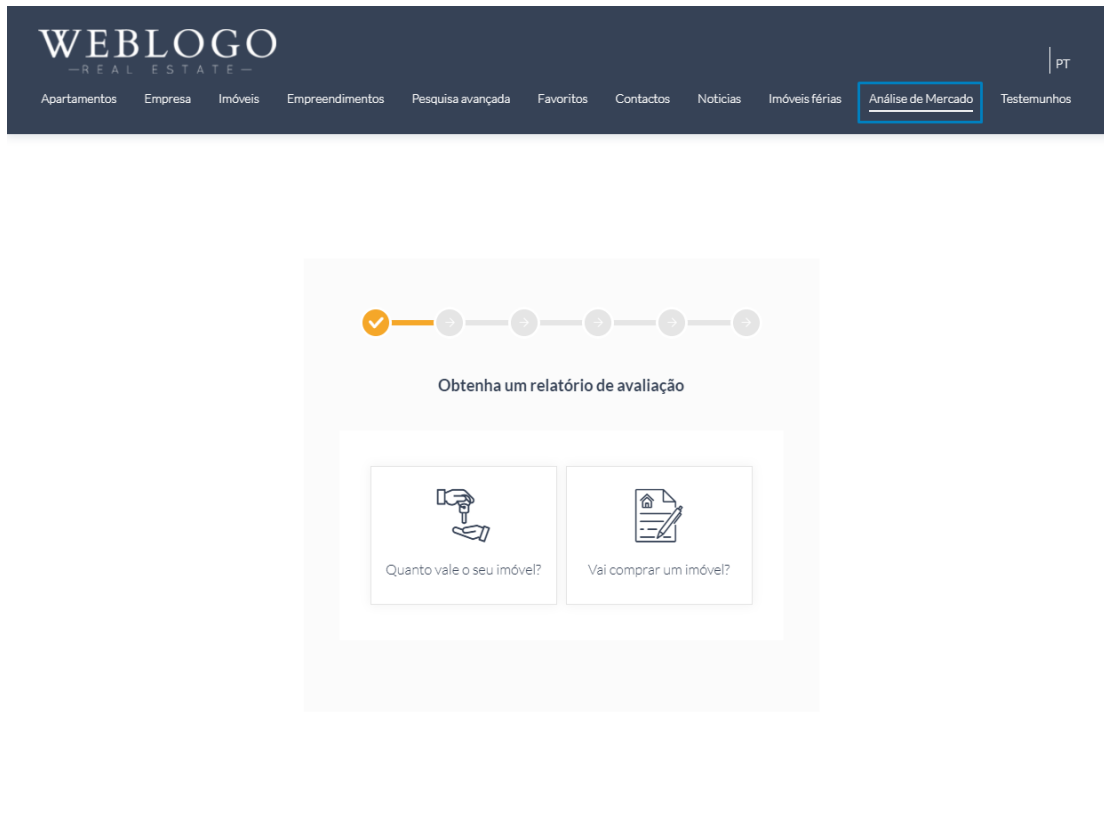 WEBLOGO
—REAL ESTATE—
PT
Apartamentos Empresa Imóveis Empreendimentos Pesquisa avançada Favoritos Contactos Noticias Imóveis férias Análise de Mercado Testemunhos
Obtenha um relatório de avaliação
Quanto vale o seu imóvel? Vai comprar um imóvel?